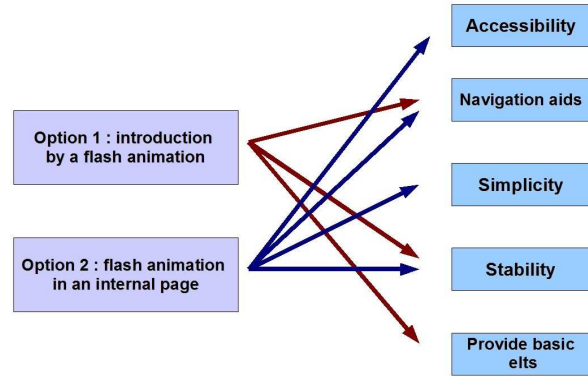 Accessibility
Navigation aids
Option 1 : introduction
by a flash animation
Simplicity
Option 2 : flash animation
in an internal page
Stability
Provide basic
elts